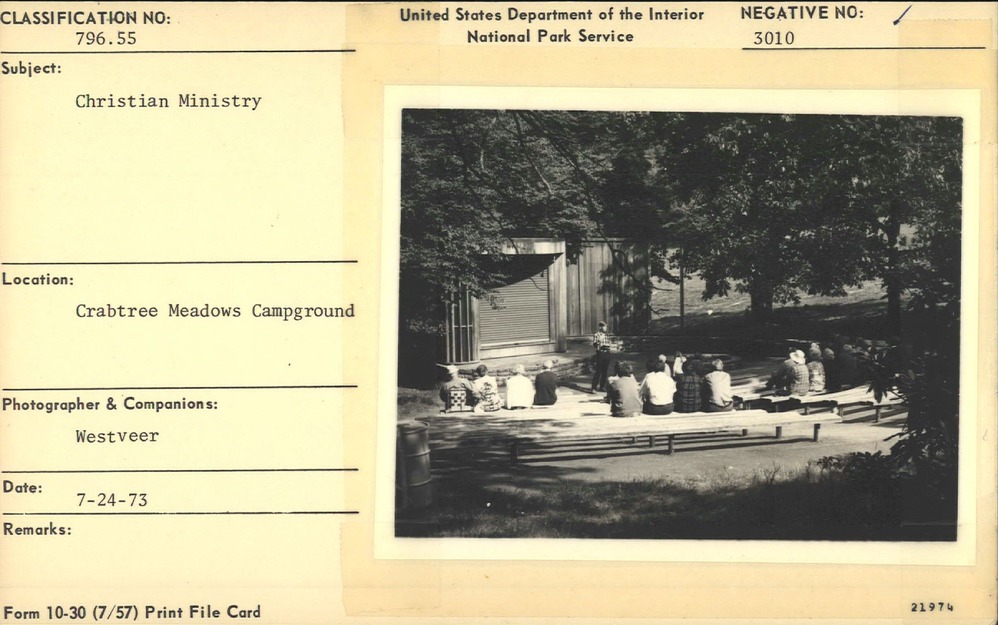 CLASSIFICATION NO:
796.55
United States Department of the Interior
National Park Service
NEGATIVE NO:
3010
Subject:
Christian Ministry
Location:
Crabtree Meadows Campground
Photographer & Companions:
Westveer
Date:
7-24-73
Remarks:
Form 10-30 (7/57) Print File Card
21974